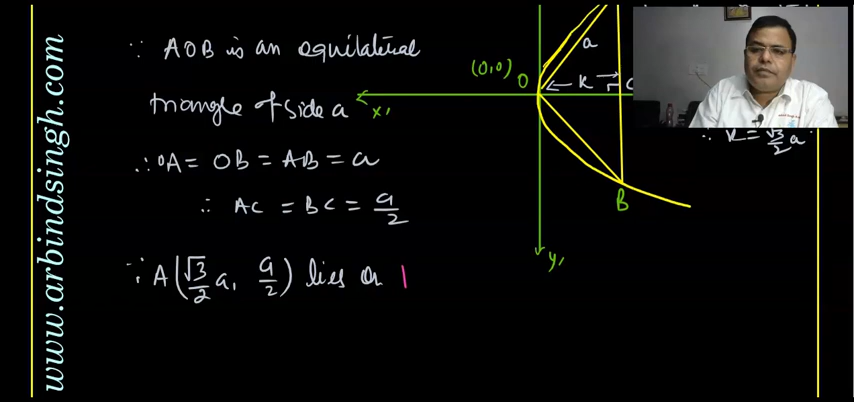 ∵ AOB is an equilateral
triangle of side a
∴ OA = OB = AB = a
∴ AC = BC = a/2
∵ A(√3/2 a, a/2) lies on
(0,0) O
a
K
C
∴ K = √3/2 a
B
x'
y'
www.arbindsingh.com